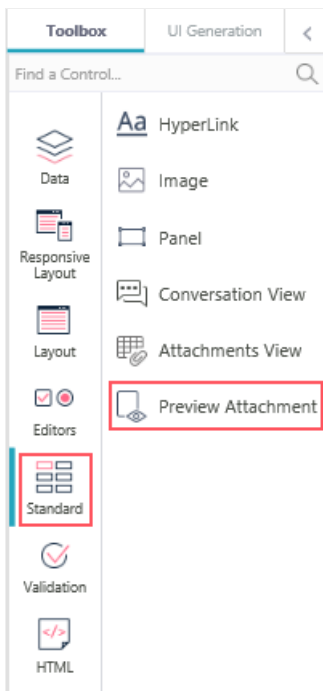 Toolbox
UI Generation
Find a Control...
Data
Responsive
Layout
Layout
Editors
Standard
Validation
</>
HTML
Aa HyperLink
Image
Panel
Conversation View
Attachments View
Preview Attachment